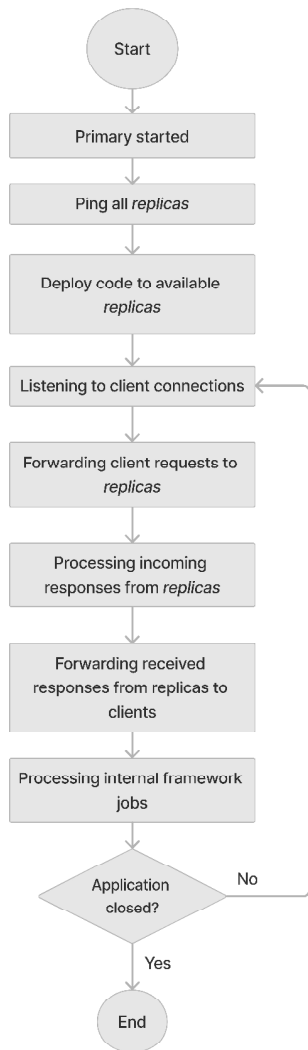 Start
Primary started
Ping all replicas
Deploy code to available
replicas
Listening to client connections
Forwarding client requests to
replicas
Processing incoming
responses from replicas
Forwarding received
responses from replicas to
clients
Processing internal framework
jobs
Application
closed?
No
Yes
End